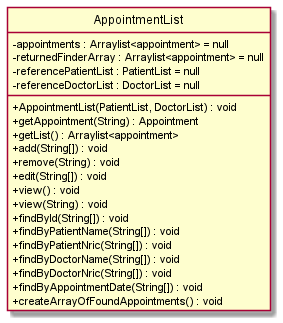 AppointmentList
-appointments : Arraylist<appointment> = null
-returnedFinderArray : Arraylist<appointment> = null
-referencePatientList : PatientList = null
-referenceDoctorList : DoctorList = null
+AppointmentList(PatientList, DoctorList) : void
+getAppointment(String) : Appointment
+getList() : Arraylist<appointment>
+add(String[]) : void
+remove(String) : void
+edit(String[]) : void
+view() : void
+view(String) : void
+findById(String[]) : void
+findByPatientName(String[]) : void
+findByPatientNric(String[]) : void
+findByDoctorName(String[]) : void
+findByDoctorNric(String[]) : void
+findByAppointmentDate(String[]) : void
+createArrayOfFoundAppointments() : void